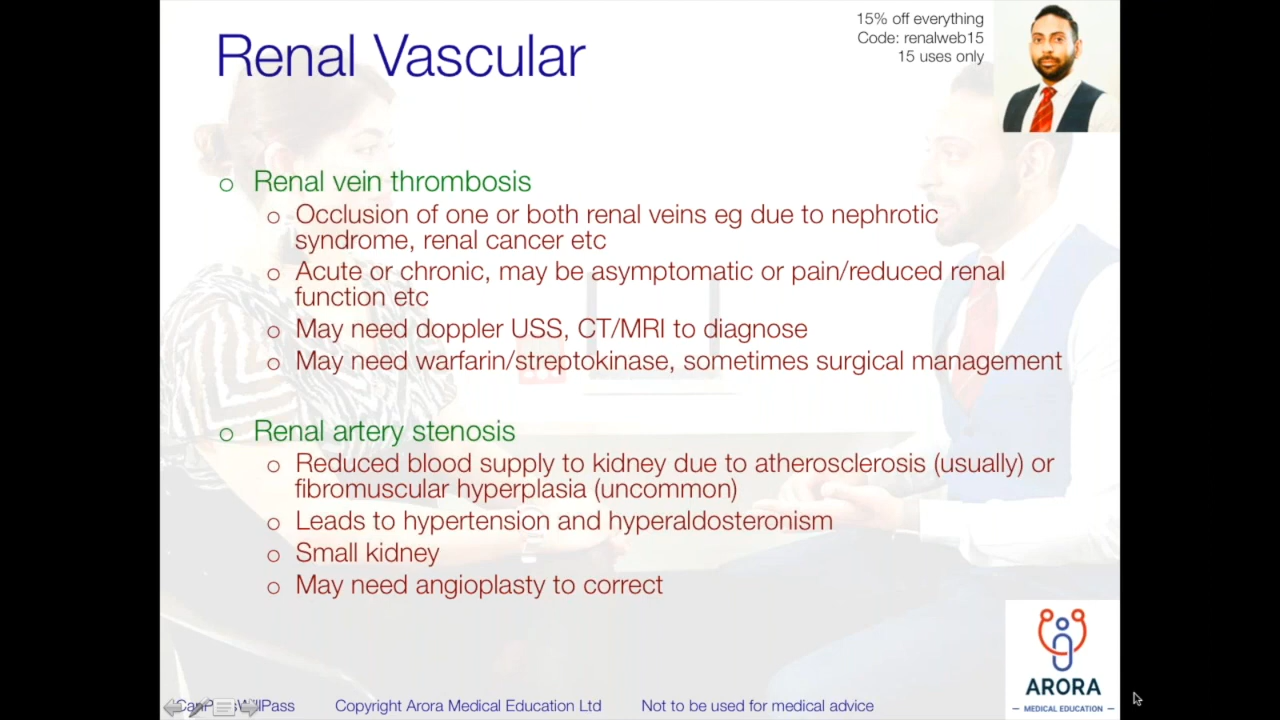 Renal Vascular
15% off everything
Code: renalweb15
15 uses only
o Renal vein thrombosis
o Occlusion of one or both renal veins eg due to nephrotic
syndrome, renal cancer etc
o Acute or chronic, may be asymptomatic or pain/reduced renal
function etc
o May need doppler USS, CT/MRI to diagnose
o May need warfarin/streptokinase, sometimes surgical management
o Renal artery stenosis
o Reduced blood supply to kidney due to atherosclerosis (usually) or
fibromuscular hyperplasia (uncommon)
o Leads to hypertension and hyperaldosteronism
o Small kidney
o May need angioplasty to correct
ARORA
– MEDICAL EDUCATION –
Copyright Arora Medical Education Ltd
Not to be used for medical advice